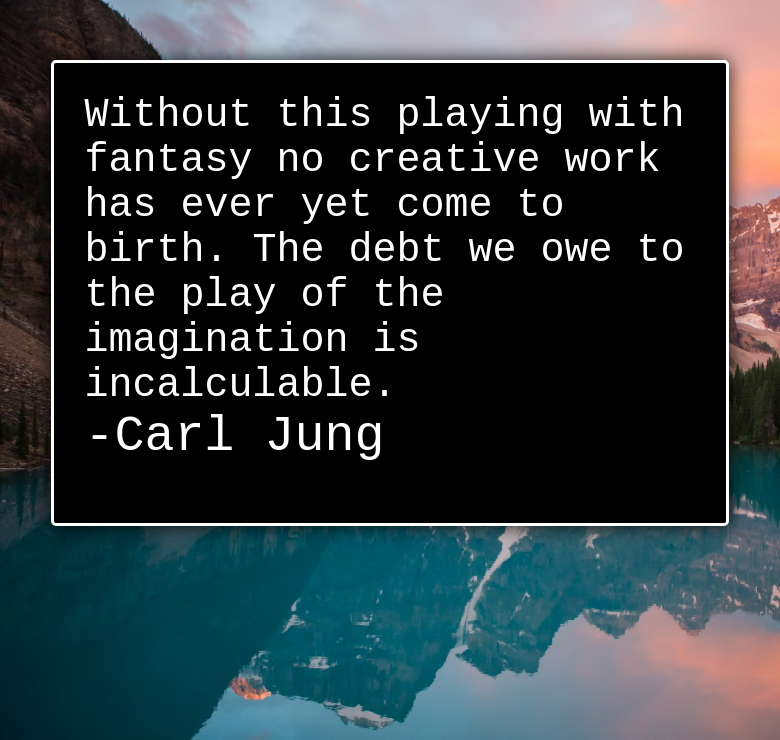 Without this playing with
fantasy no creative work
has ever yet come to
birth. The debt we owe to
the play of the
imagination is
incalculable.
-Carl Jung